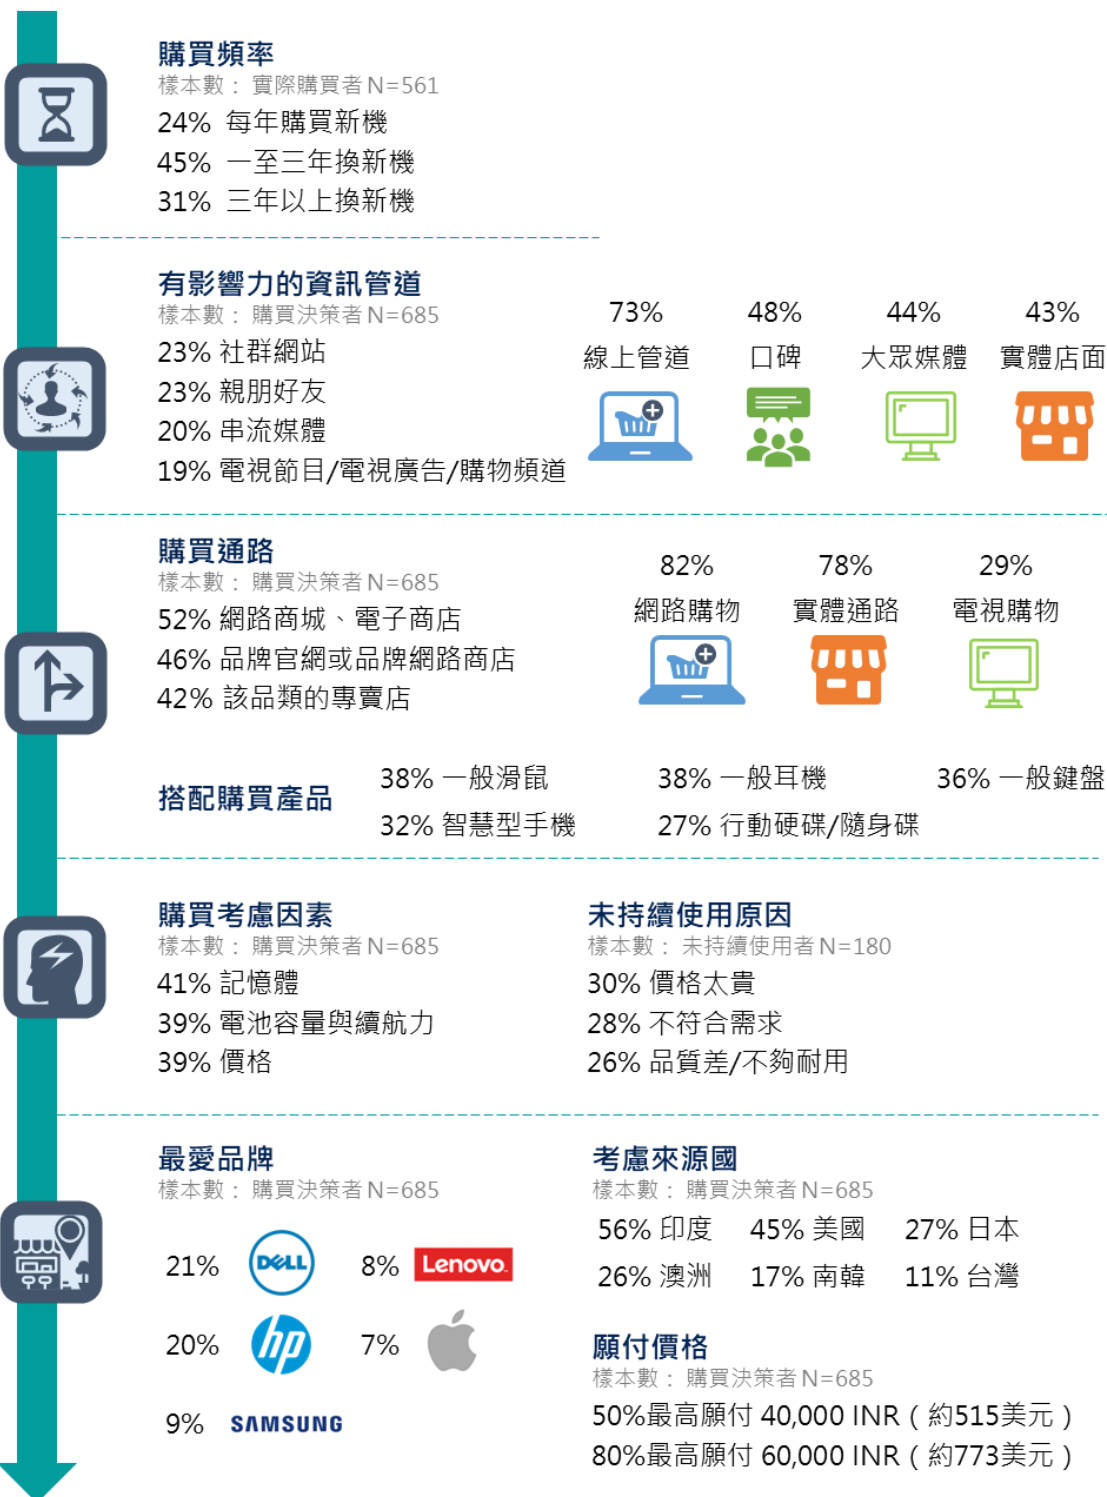 購買頻率
樣本數： 實際購買者 N=561
24% 每年購買新機
45% 一至三年換新機
31% 三年以上換新機
有影響力的資訊管道
樣本數： 購買決策者 N=685
23% 社群網站
23% 親朋好友
20% 串流媒體
19% 電視節目/電視廣告/購物頻道
73% 48% 44% 43%
線上管道 口碑 大眾媒體 實體店面
購買通路
樣本數： 購買決策者 N=685
52% 網路商城、電子商店
46% 品牌官網或品牌網路商店
42% 該品類的專賣店
82% 78% 29%
網路購物 實體通路 電視購物
搭配購買產品
38% 一般滑鼠 38% 一般耳機 36% 一般鍵盤
32% 智慧型手機 27% 行動硬碟/隨身碟
購買考慮因素
樣本數： 購買決策者 N=685
41% 記憶體
39% 電池容量與續航力
39% 價格
未持續使用原因
樣本數： 未持續使用者 N=180
30% 價格太貴
28% 不符合需求
26% 品質差/不夠耐用
最愛品牌
樣本數： 購買決策者 N=685
21% DELL 8% Lenovo.
20% hp 7%
9% SAMSUNG
考慮來源國
樣本數： 購買決策者 N=685
56% 印度 45% 美國 27% 日本
26% 澳洲 17% 南韓 11% 台灣
願付價格
樣本數： 購買決策者 N=685
50%最高願付 40,000 INR（約515美元）
80%最高願付 60,000 INR（約773美元）